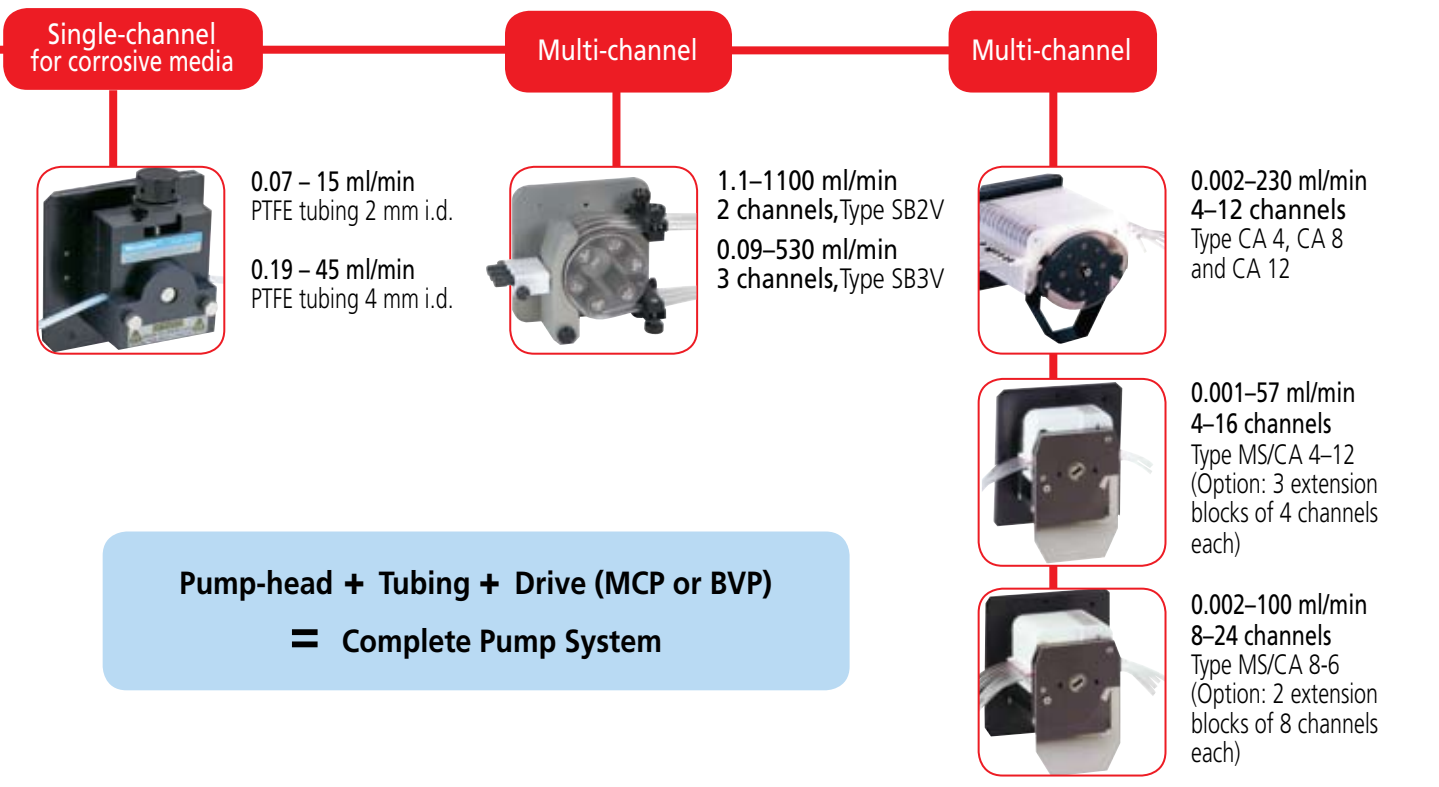 Single-channel
for corrosive media
0.07 – 15 ml/min
PTFE tubing 2 mm i.d.
0.19 – 45 ml/min
PTFE tubing 4 mm i.d.
Multi-channel
1.1–1100 ml/min
2 channels,Type SB2V
0.09–530 ml/min
3 channels,Type SB3V
Multi-channel
0.002–230 ml/min
4–12 channels
Type CA 4, CA 8
and CA 12
0.001–57 ml/min
4–16 channels
Type MS/CA 4–12
(Option: 3 extension
blocks of 4 channels
each)
0.002–100 ml/min
8–24 channels
Type MS/CA 8-6
(Option: 2 extension
blocks of 8 channels
each)
Pump-head + Tubing + Drive (MCP or BVP)
= Complete Pump System